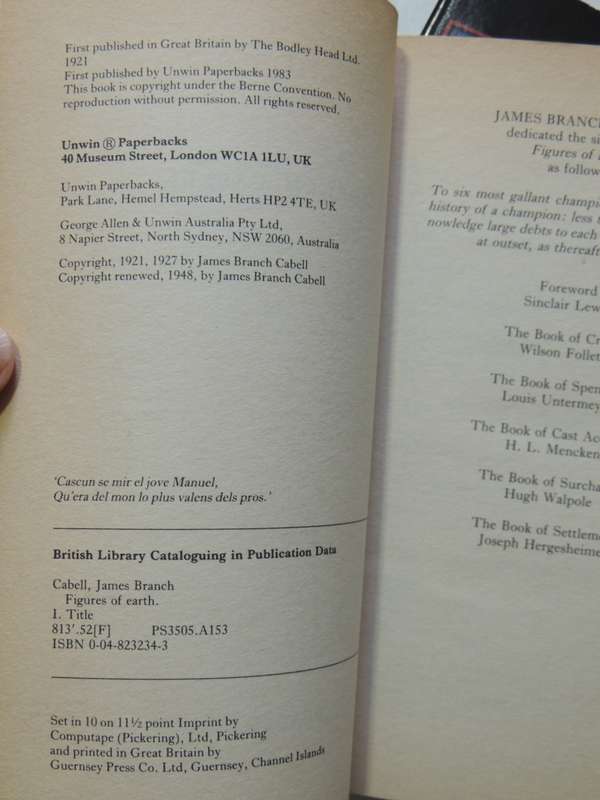 First published in Great Britain by The Bodley Head Ltd.
1921
First published by Unwin Paperbacks 1983
This book is copyright under the Berne Convention. No
reproduction without permission. All rights reserved.
Unwin ® Paperbacks
40 Museum Street, London WC1A 1LU, UK
Unwin Paperbacks,
Park Lane, Hemel Hempstead, Herts HP2 4TE, UK
George Allen & Unwin Australia Pty Ltd,
8 Napier Street, North Sydney, NSW 2060, Australia
Copyright, 1921, 1927 by James Branch Cabell
Copyright renewed, 1948, by James Branch Cabell
'Cascun se mir el jove Manuel,
Qu'era del mon lo plus valens dels pros.'
British Library Cataloguing in Publication Data
Cabell, James Branch
Figures of earth.
I. Title
813'.52[F] PS3505.A153
ISBN 0-04-823234-3
Set in 10 on 11½ point Imprint by
Computape (Pickering), Ltd, Pickering
and printed in Great Britain by
Guernsey Press Co. Ltd, Guernsey, Channel Islands
JAMES BRANC
dedicated the si
Figures of
as follow
To six most gallant champi
history of a champion: less
nowledge large debts to each
at outset, as thereaft
Foreword
Sinclair Lew
The Book of Cr
Wilson Follet
The Book of Spen
Louis Untermey
The Book of Cast Acc
H. L. Mencken
The Book of Surcha
Hugh Walpole
The Book of Settleme
Joseph Hergesheime